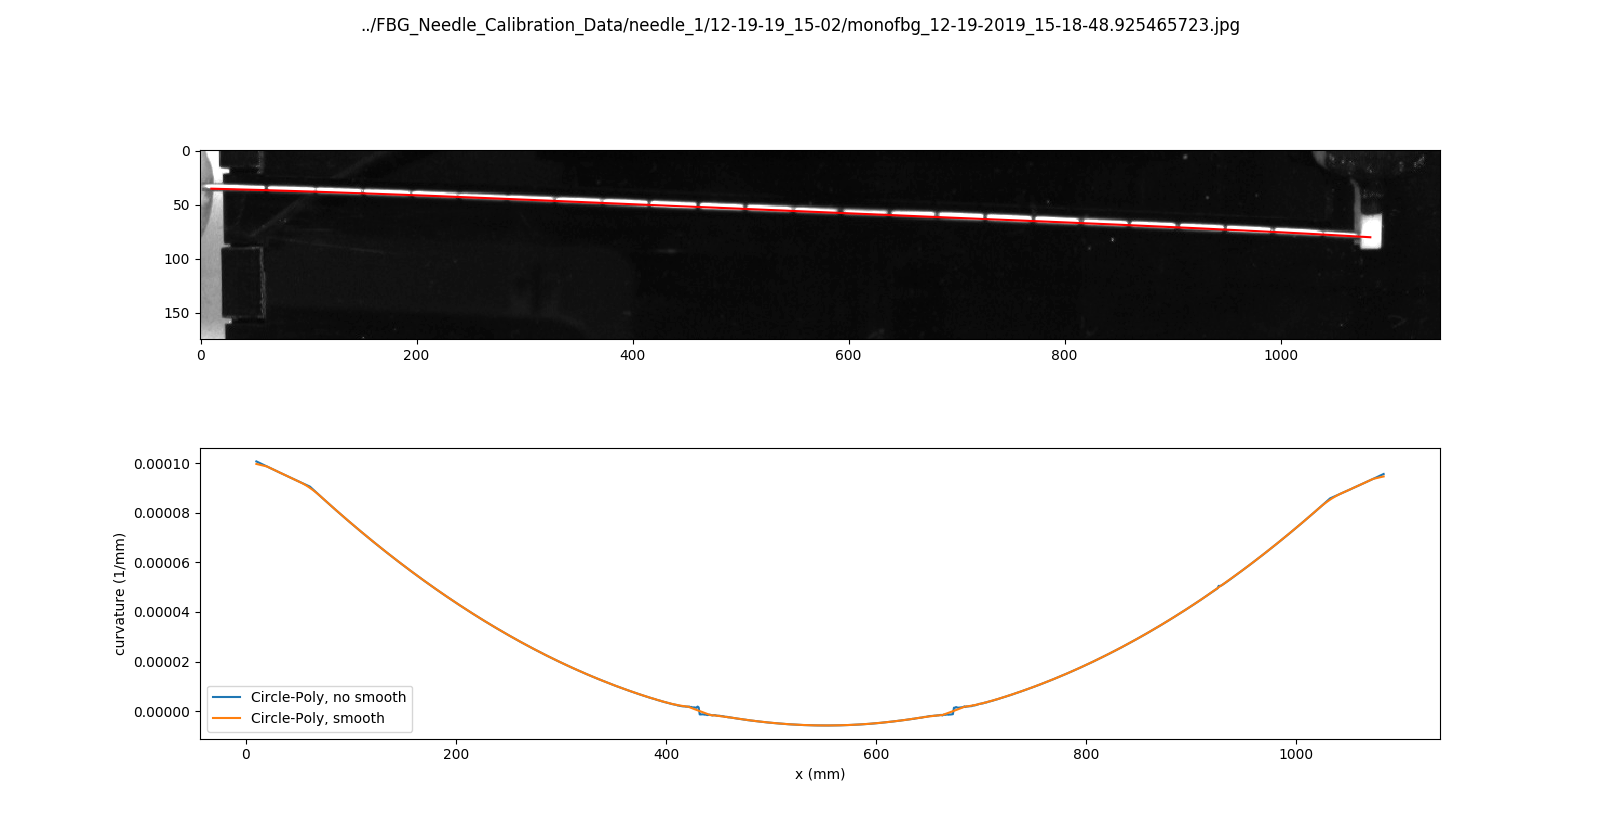 ../FBG_Needle_Calibration_Data/needle_1/12-19-19_15-02/monofbg_12-19-2019_15-18-48.925465723.jpg
0
50
100
150
0 200 400 600 800 1000
0.00010
0.00008
0.00006
0.00004
0.00002
0.00000
curvature (1/mm)
Circle-Poly, no smooth
Circle-Poly, smooth
0 200 400 600 800 1000
x (mm)